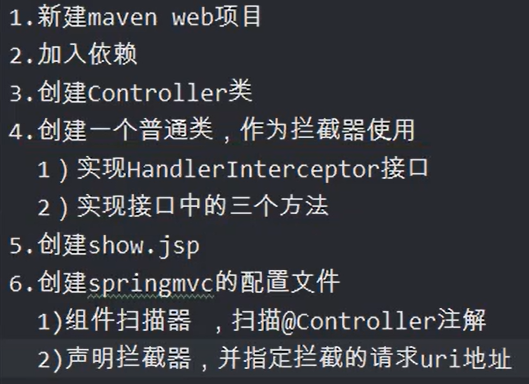 1.新建maven web项目
2.加入依赖
3.创建Controller类
4.创建一个普通类，作为拦截器使用
1）实现HandlerInterceptor接口
2）实现接口中的三个方法
5.创建show.jsp
6.创建springmvc的配置文件
1)组件扫描器 ，扫描@Controller注解
2)声明拦截器，并指定拦截的请求uri地址